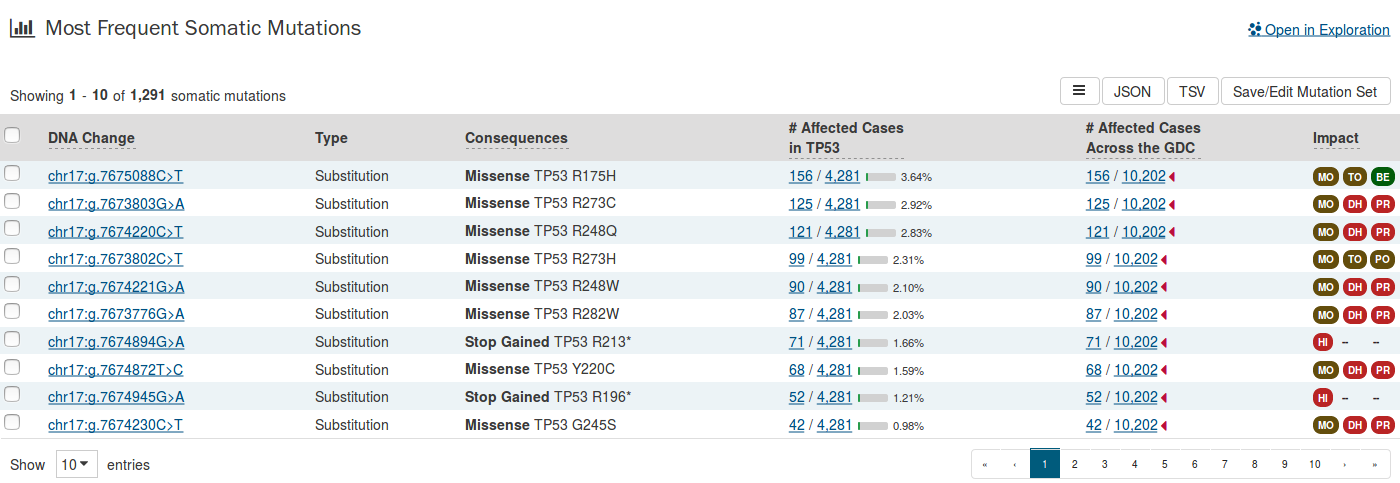 Most Frequent Somatic Mutations
Open in Exploration
Showing 1 - 10 of 1,291 somatic mutations
JSON TSV Save/Edit Mutation Set
DNA Change Type Consequences # Affected Cases in TP53 # Affected Cases Across the GDC Impact
chr17:g.7675088C>T Substitution Missense TP53 R175H 156 / 4,281 3.64% 156 / 10,202 MO TO BE
chr17:g.7673803G>A Substitution Missense TP53 R273C 125 / 4,281 2.92% 125 / 10,202 MO DH PR
chr17:g.7674220C>T Substitution Missense TP53 R248Q 121 / 4,281 2.83% 121 / 10,202 MO DH PR
chr17:g.7673802C>T Substitution Missense TP53 R273H 99 / 4,281 2.31% 99 / 10,202 MO TO PO
chr17:g.7674221G>A Substitution Missense TP53 R248W 90 / 4,281 2.10% 90 / 10,202 MO DH PR
chr17:g.7673776G>A Substitution Missense TP53 R282W 87 / 4,281 2.03% 87 / 10,202 MO DH PR
chr17:g.7674894G>A Substitution Stop Gained TP53 R213* 71 / 4,281 1.66% 71 / 10,202 HI -- --
chr17:g.7674872T>C Substitution Missense TP53 Y220C 68 / 4,281 1.59% 68 / 10,202 MO DH PR
chr17:g.7674945G>A Substitution Stop Gained TP53 R196* 52 / 4,281 1.21% 52 / 10,202 HI -- --
chr17:g.7674230C>T Substitution Missense TP53 G245S 42 / 4,281 0.98% 42 / 10,202 MO DH PR
Show 10 entries « ‹ 1 2 3 4 5 6 7 8 9 10 › »